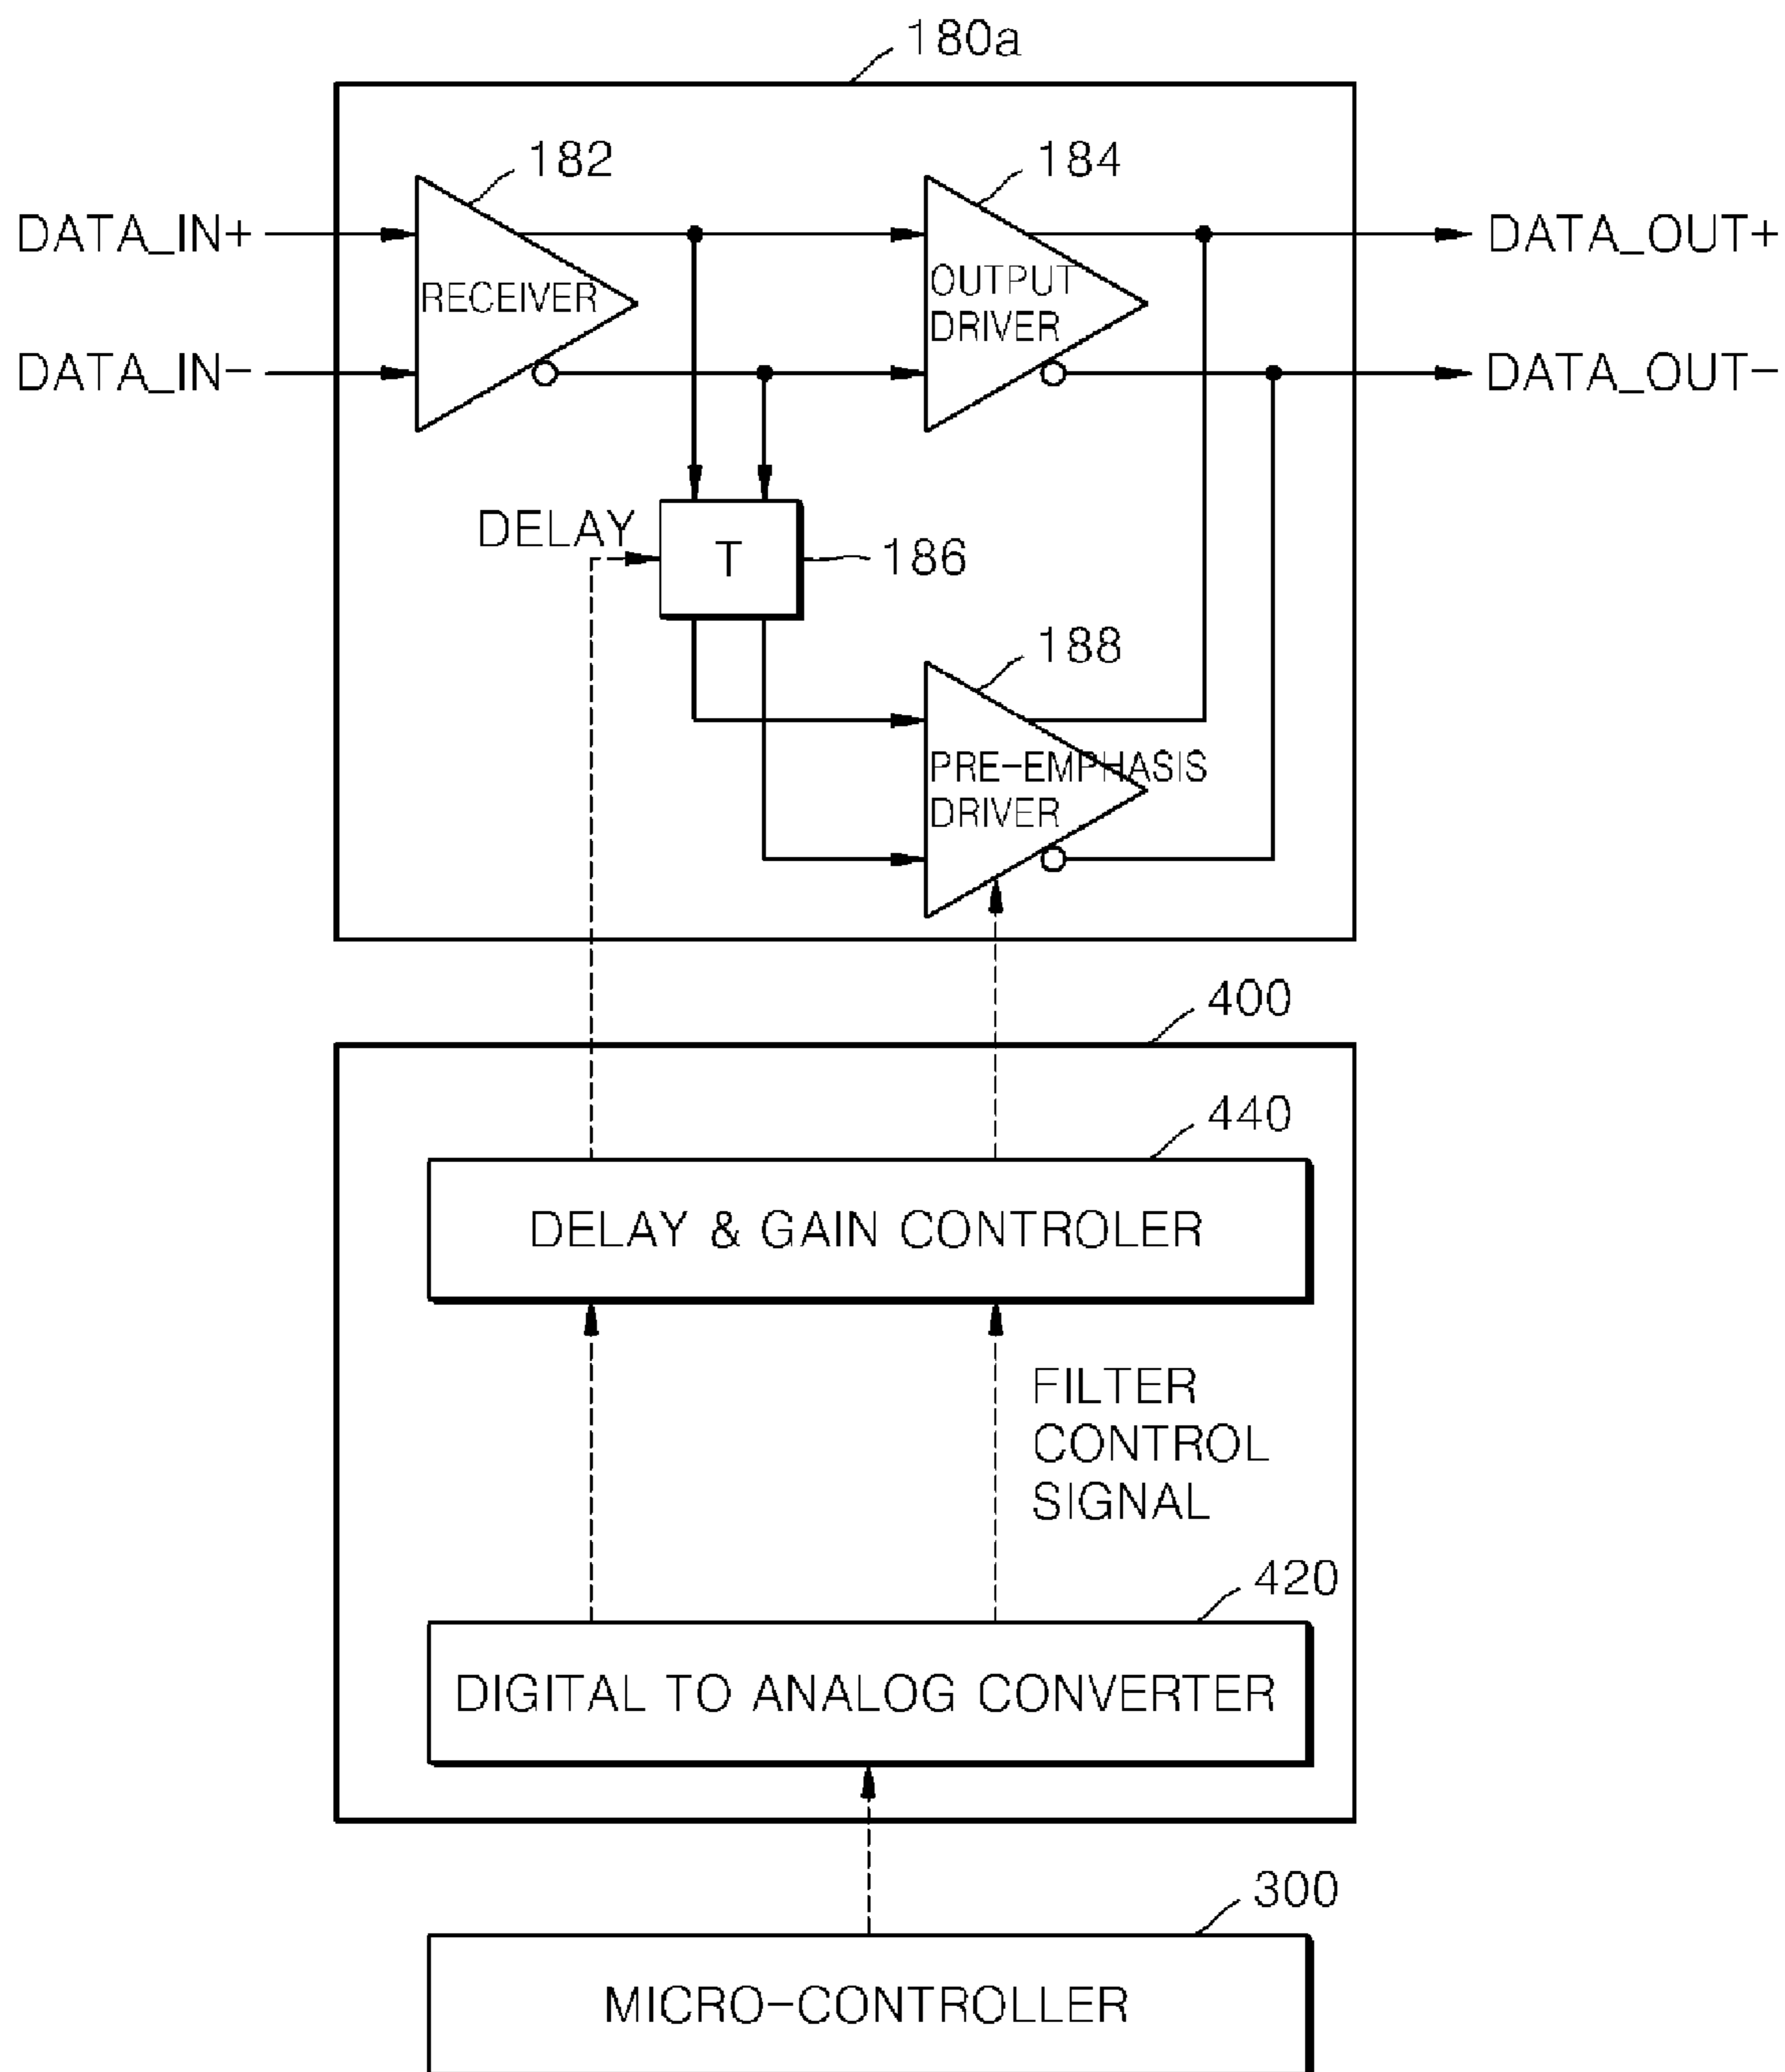 180a
182
184
DATA_IN+
DATA_OUT+
RECEIVER
OUTPUT
DRIVER
DATA_IN-
DATA_OUT-
DELAY
T
186
188
PRE-EMPHASIS
DRIVER
400
440
DELAY & GAIN CONTROLER
FILTER
CONTROL
SIGNAL
420
DIGITAL TO ANALOG CONVERTER
300
MICRO-CONTROLLER